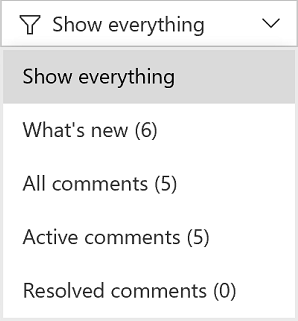 Show everything
Show everything
What's new (6)
All comments (5)
Active comments (5)
Resolved comments (0)